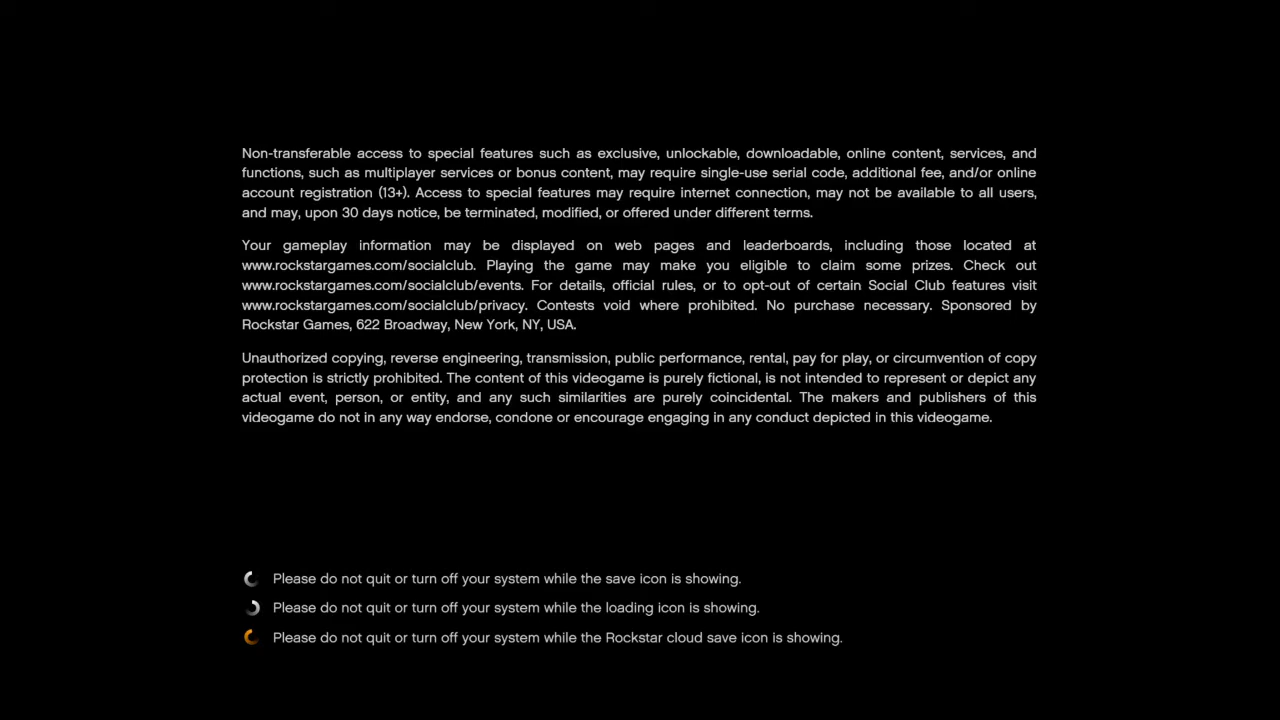 Non-transferable access to special features such as exclusive, unlockable, downloadable, online content, services, and
functions, such as multiplayer services or bonus content, may require single-use serial code, additional fee, and/or online
account registration (13+). Access to special features may require internet connection, may not be available to all users,
and may, upon 30 days notice, be terminated, modified, or offered under different terms.
Your gameplay information may be displayed on web pages and leaderboards, including those located at
www.rockstargames.com/socialclub. Playing the game may make you eligible to claim some prizes. Check out
www.rockstargames.com/socialclub/events. For details, official rules, or to opt-out of certain Social Club features visit
www.rockstargames.com/socialclub/privacy. Contests void where prohibited. No purchase necessary. Sponsored by
Rockstar Games, 622 Broadway, New York, NY, USA.
Unauthorized copying, reverse engineering, transmission, public performance, rental, pay for play, or circumvention of copy
protection is strictly prohibited. The content of this videogame is purely fictional, is not intended to represent or depict any
actual event, person, or entity, and any such similarities are purely coincidental. The makers and publishers of this
videogame do not in any way endorse, condone or encourage engaging in any conduct depicted in this videogame.
Please do not quit or turn off your system while the save icon is showing.
Please do not quit or turn off your system while the loading icon is showing.
Please do not quit or turn off your system while the Rockstar cloud save icon is showing.